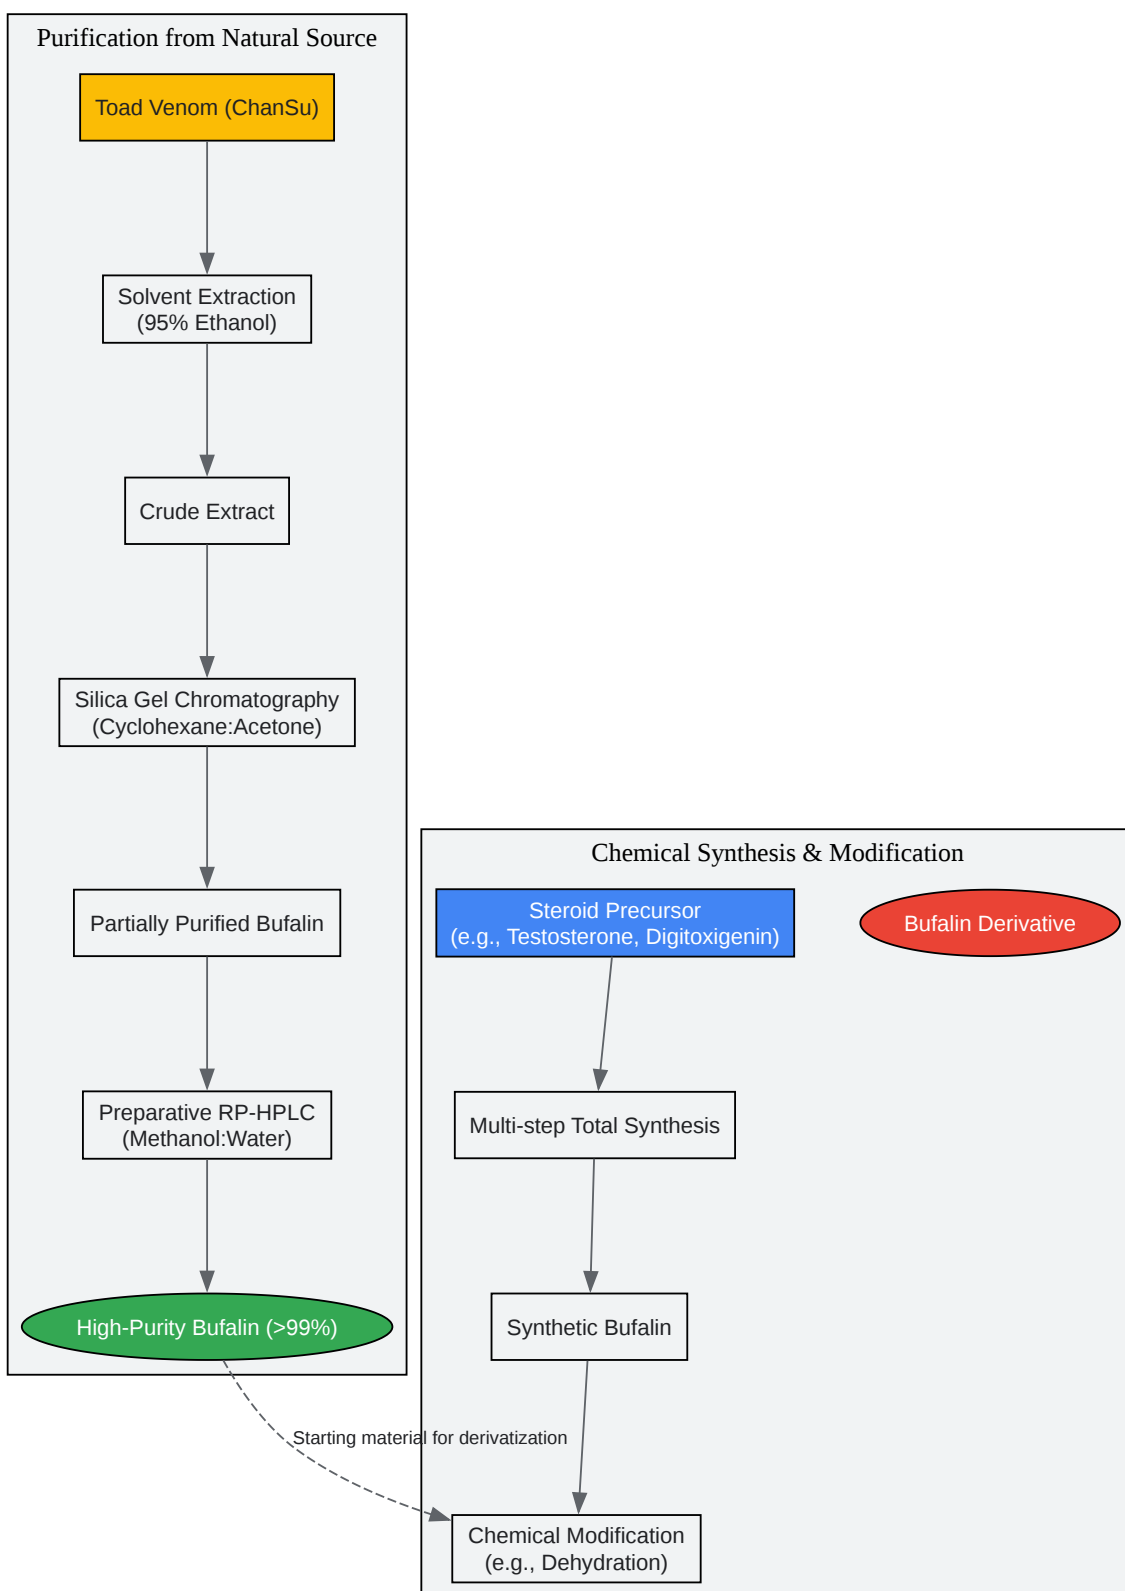 Purification from Natural Source
Toad Venom (ChanSu)
Solvent Extraction
(95% Ethanol)
Crude Extract
Silica Gel Chromatography
(Cyclohexane:Acetone)
Partially Purified Bufalin
Preparative RP-HPLC
(Methanol:Water)
High-Purity Bufalin (>99%)
Starting material for derivatization
Chemical Synthesis & Modification
Steroid Precursor
(e.g., Testosterone, Digitoxigenin)
Bufalin Derivative
Multi-step Total Synthesis
Synthetic Bufalin
Chemical Modification
(e.g., Dehydration)